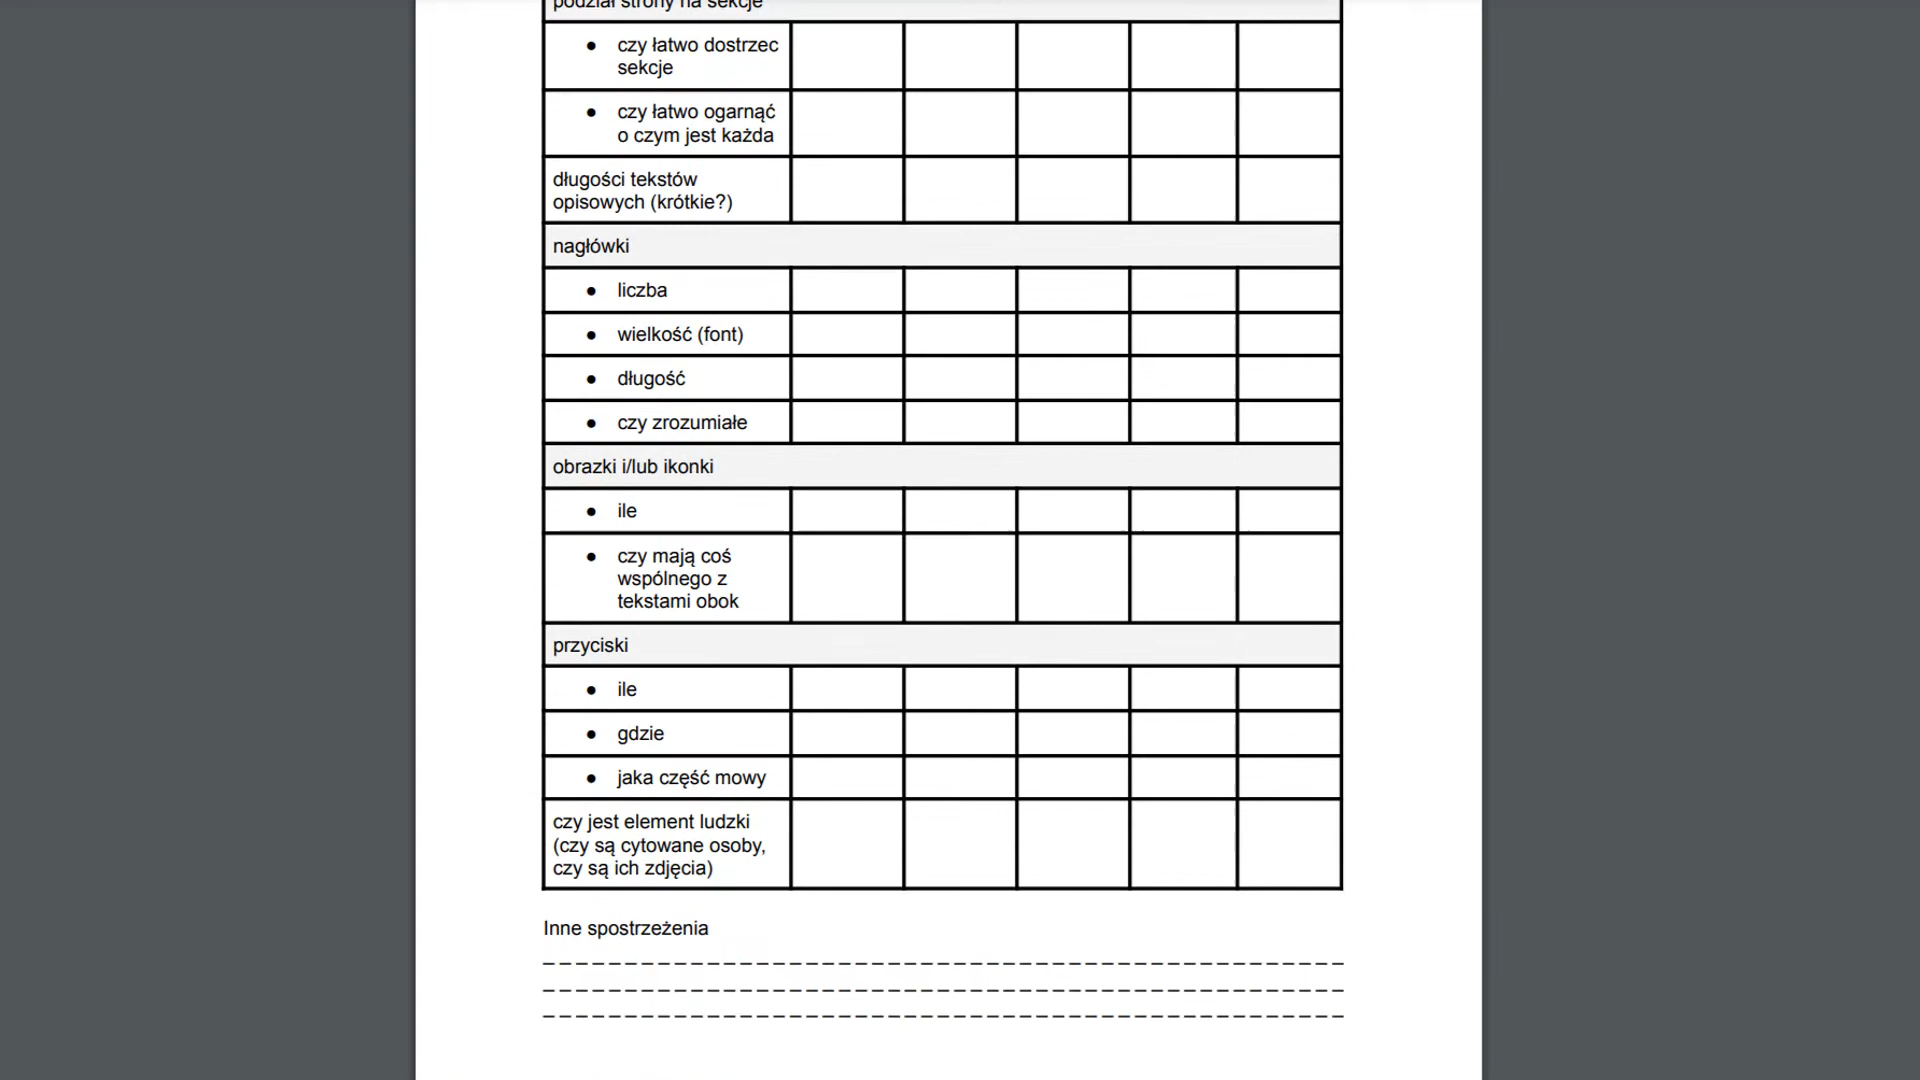 podział strony na sekcje
● czy łatwo dostrzec
sekcje
● czy łatwo ogarnąć
o czym jest każda
długości tekstów
opisowych (krótkie?)
nagłówki
● liczba
● wielkość (font)
● długość
● czy zrozumiałe
obrazki i/lub ikonki
● ile
● czy mają coś
wspólnego z
tekstami obok
przyciski
● ile
● gdzie
● jaka część mowy
czy jest element ludzki
(czy są cytowane osoby,
czy są ich zdjęcia)
Inne spostrzeżenia